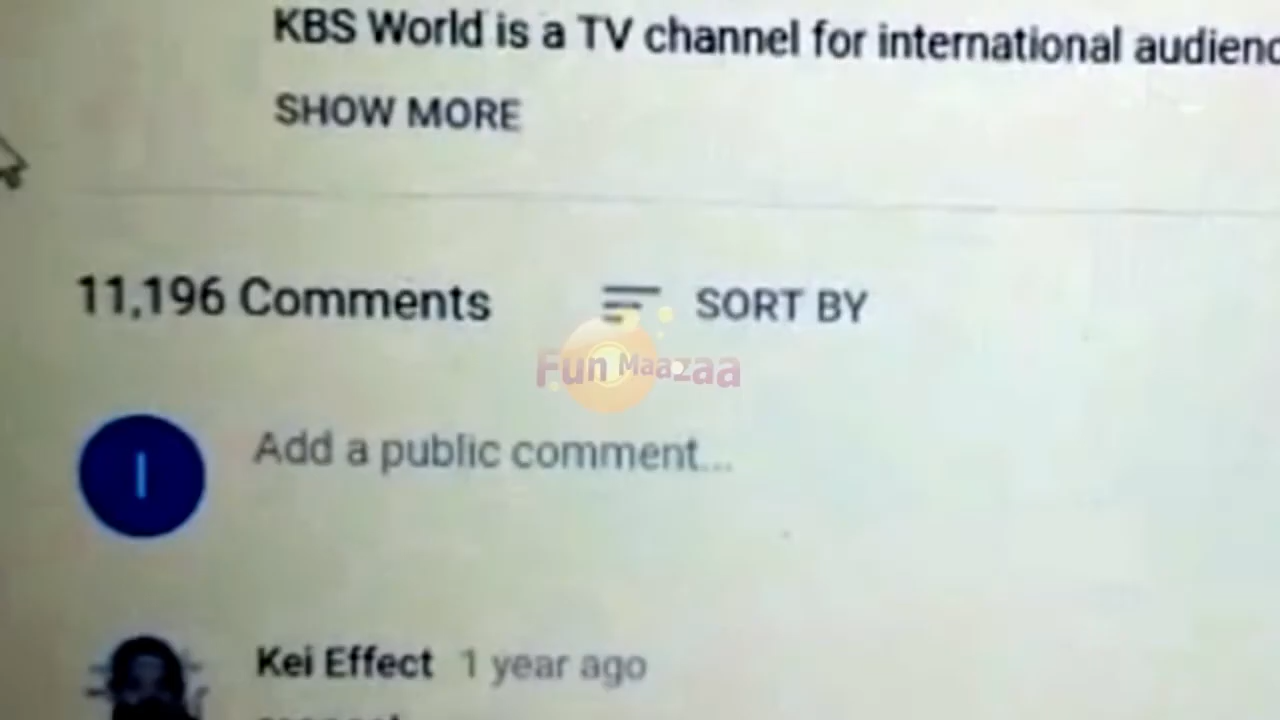 KBS World is a TV channel for international audienc
SHOW MORE
11,196 Comments
SORT BY
Fun Maazaa
I
Add a public comment...
Kei Effect 1 year ago